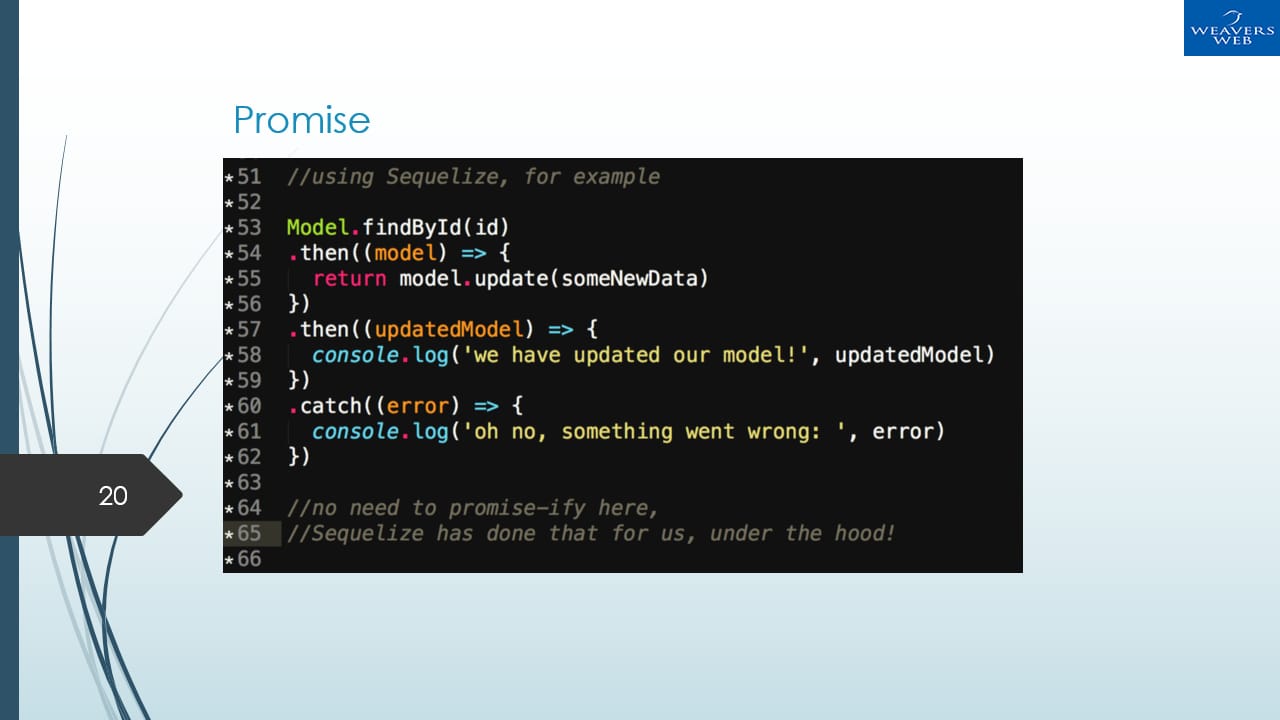 WEAVERS
WEB
Promise
*51 //using Sequelize, for example
*52
*53 Model.findById(id)
*54 .then((model) => {
*55   return model.update(someNewData)
*56 })
*57 .then((updatedModel) => {
*58   console.log('we have updated our model!', updatedModel)
*59 })
*60 .catch((error) => {
*61   console.log('oh no, something went wrong: ', error)
*62 })
*63
*64 //no need to promise-ify here,
*65 //Sequelize has done that for us, under the hood!
*66
20